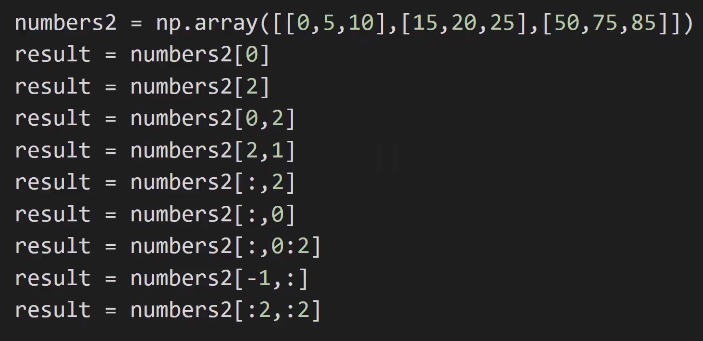 numbers2 = np.array([[0,5,10],[15,20,25],[50,75,85]])
result = numbers2[0]
result = numbers2[2]
result = numbers2[0,2]
result = numbers2[2,1]
result = numbers2[:,2]
result = numbers2[:,0]
result = numbers2[:,0:2]
result = numbers2[-1,:]
result = numbers2[:2,:2]